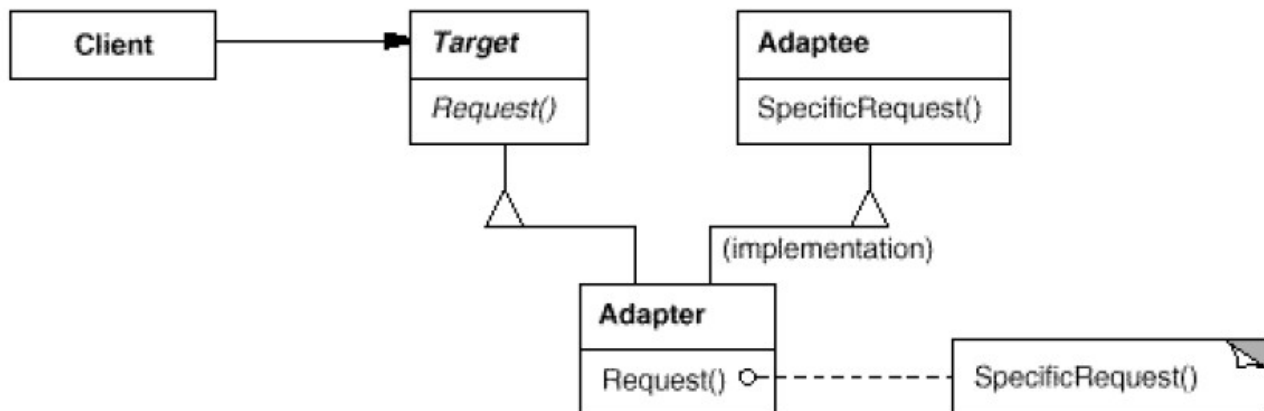 Client
Target
Adaptee
Request()
SpecificRequest()
(implementation)
Adapter
Request()
SpecificRequest()